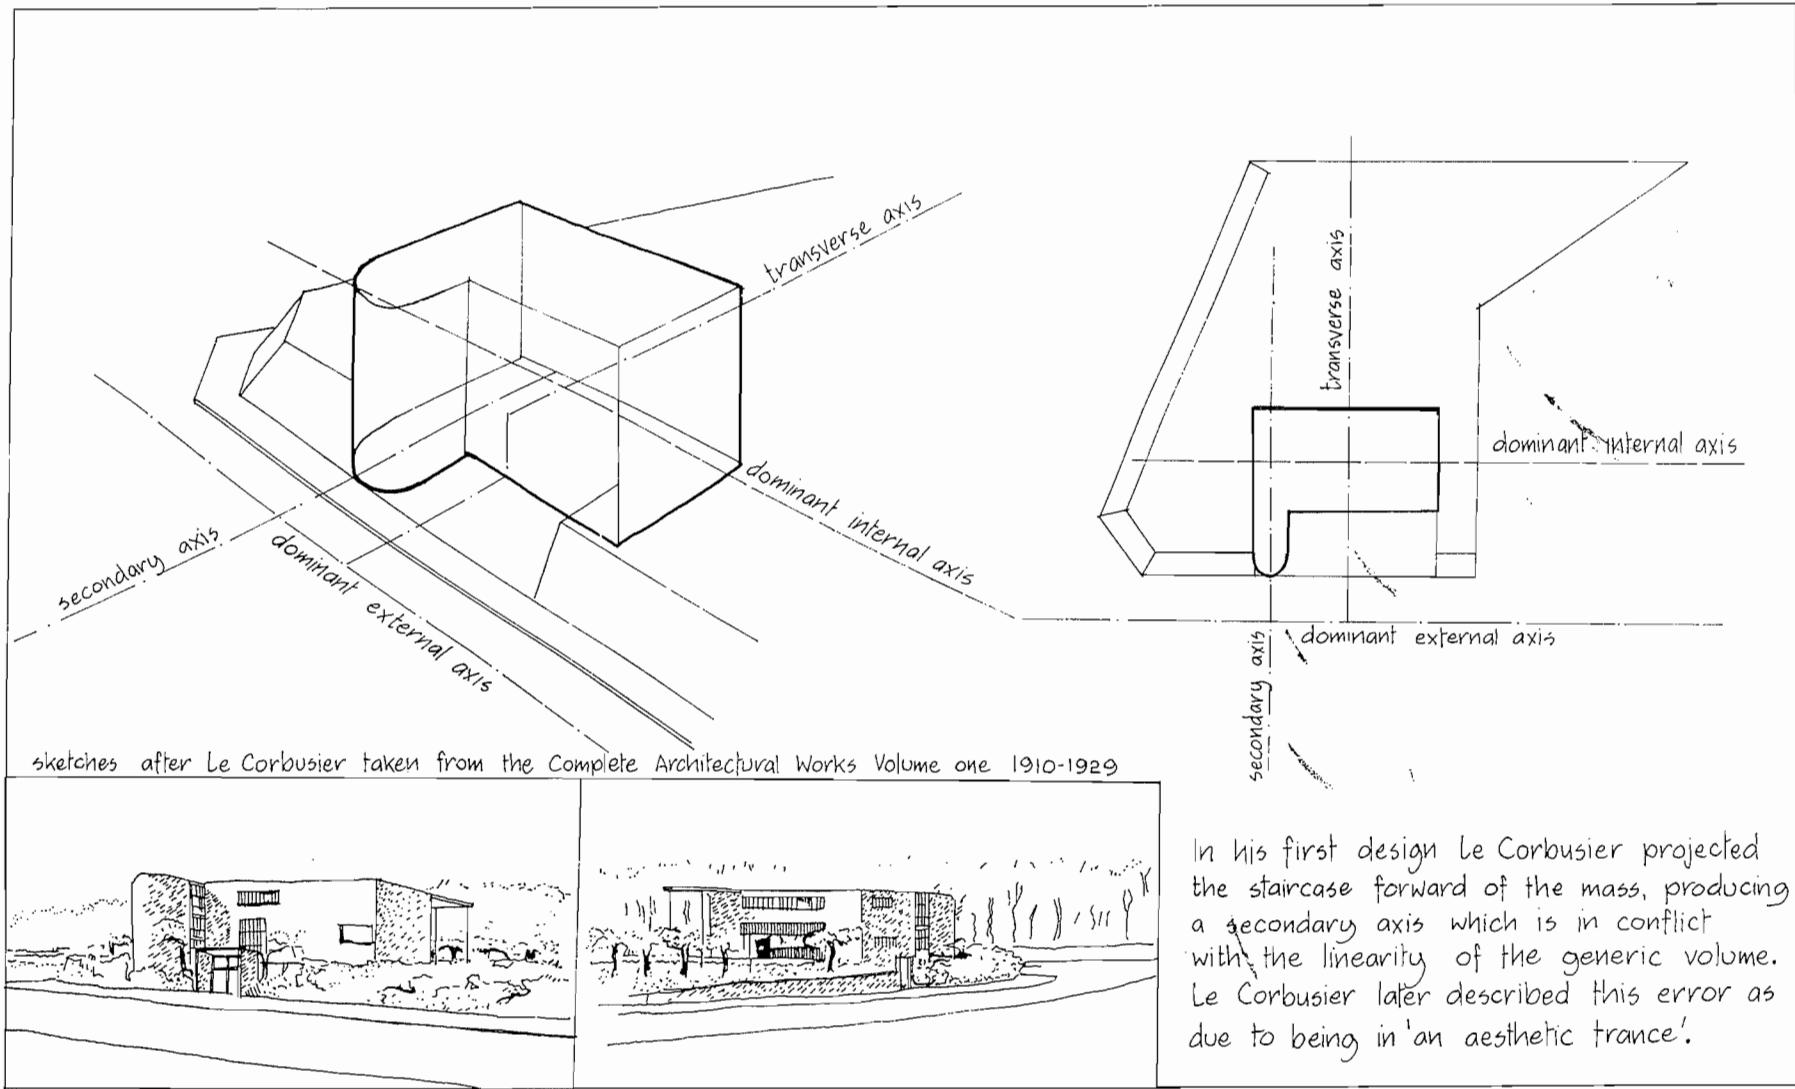 transverse axis
dominant internal axis
secondary axis
dominant external axis
transverse axis
dominant internal axis
dominant external axis
secondary axis
sketches after Le Corbusier taken from the Complete Architectural Works Volume one 1910-1929
In his first design Le Corbusier projected
the staircase forward of the mass, producing
a secondary axis which is in conflict
with the linearity of the generic volume.
Le Corbusier later described this error as
due to being in 'an aesthetic trance'.